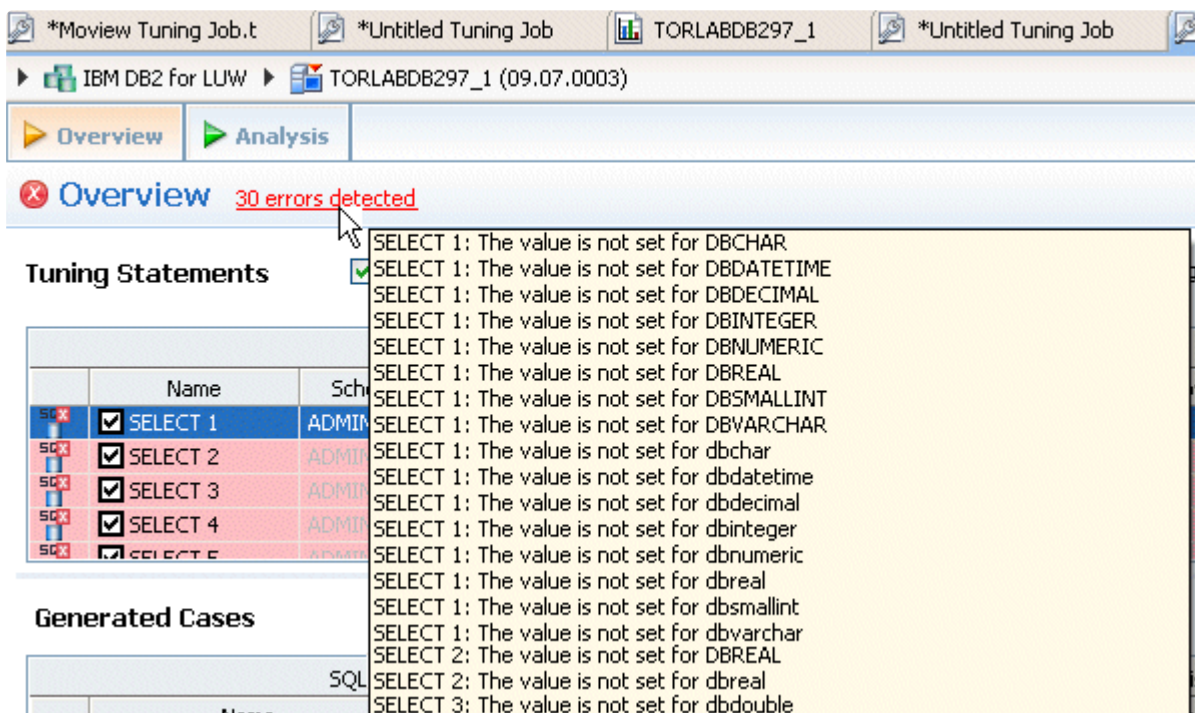 *Moview Tuning Job.t *Untitled Tuning Job TORLABDB297_1 *Untitled Tuning Job
IBM DB2 for LUW TORLABDB297_1 (09.07.0003)
Overview Analysis
Overview 30 errors detected
SELECT 1: The value is not set for DBCHAR
Tuning Statements SELECT 1: The value is not set for DBDATETIME
SELECT 1: The value is not set for DBDECIMAL
SELECT 1: The value is not set for DBINTEGER
SELECT 1: The value is not set for DBNUMERIC
SELECT 1: The value is not set for DBREAL
Name Sch SELECT 1: The value is not set for DBSMALLINT
SELECT 1 ADMIN SELECT 1: The value is not set for DBVARCHAR
SELECT 2 ADMIN SELECT 1: The value is not set for dbchar
SELECT 1: The value is not set for dbdatetime
SELECT 3 ADMIN SELECT 1: The value is not set for dbdecimal
SELECT 4 ADMIN SELECT 1: The value is not set for dbinteger
SELECT 5 ADMIN SELECT 1: The value is not set for dbnumeric
SELECT 1: The value is not set for dbreal
Generated Cases SELECT 1: The value is not set for dbsmallint
SELECT 1: The value is not set for dbvarchar
SELECT 2: The value is not set for DBREAL
SQL SELECT 2: The value is not set for dbreal
Name SELECT 3: The value is not set for dbdouble